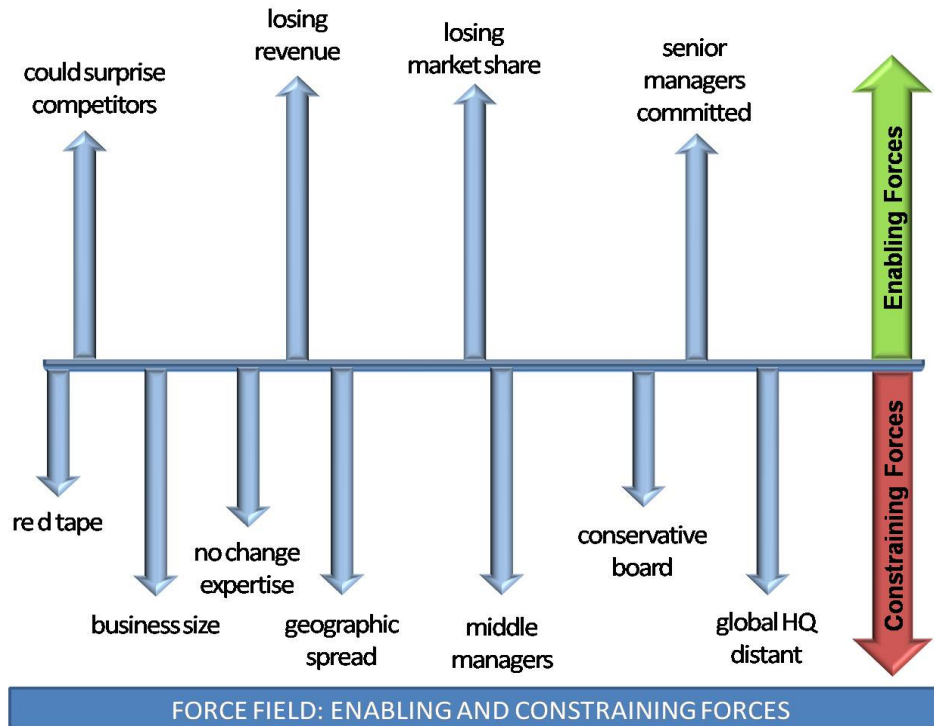 losing
revenue
losing
market share
senior
managers
committed
could surprise
competitors
Enabling Forces
Constraining Forces
red tape
no change
expertise
conservative
board
business size
geographic
spread
middle
managers
global HQ
distant
FORCE FIELD: ENABLING AND CONSTRAINING FORCES